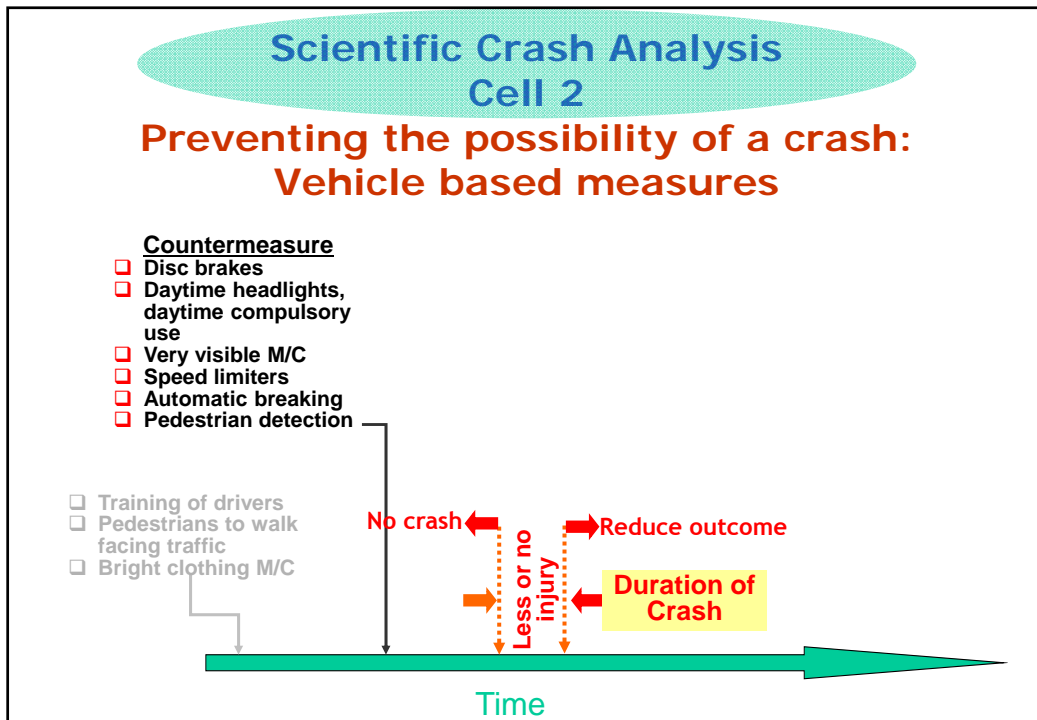 Scientific Crash Analysis
Cell 2
Preventing the possibility of a crash:
Vehicle based measures
Countermeasure
❑ Disc brakes
❑ Daytime headlights,
daytime compulsory
use
❑ Very visible M/C
❑ Speed limiters
❑ Automatic breaking
❑ Pedestrian detection
❑ Training of drivers
❑ Pedestrians to walk
facing traffic
❑ Bright clothing M/C
No crash
Less or no
injury
Reduce outcome
Duration of
Crash
Time